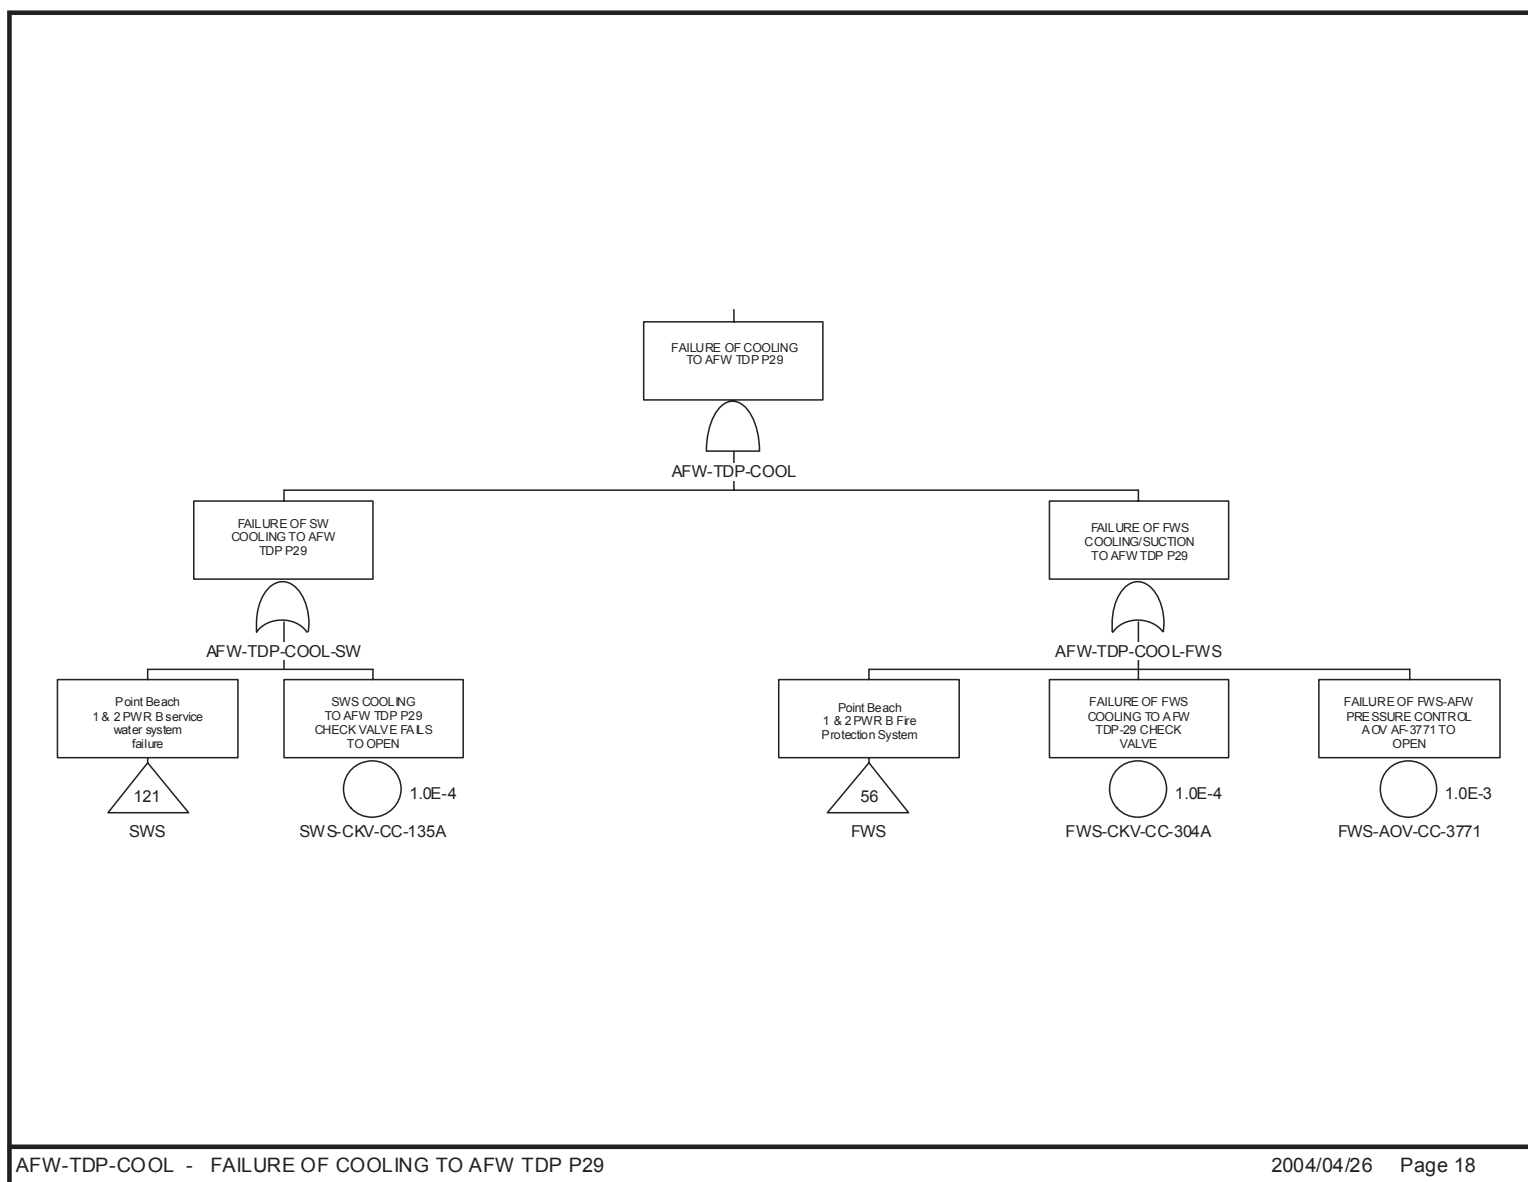 FAILURE OF COOLING
TO AFW TDP P29
AFW-TDP-COOL
FAILURE OF SW
COOLING TO AFW
TDP P29
AFW-TDP-COOL-SW
FAILURE OF FWS
COOLING/SUCTION
TO AFW TDP P29
AFW-TDP-COOL-FWS
Point Beach
1 & 2 PWR B service
water system
failure
121
SWS
SWS COOLING
TO AFW TDP P29
CHECK VALVE FAILS
TO OPEN
1.0E-4
SWS-CKV-CC-135A
Point Beach
1 & 2 PWR B Fire
Protection System
56
FWS
FAILURE OF FWS
COOLING TO AFW
TDP-29 CHECK
VALVE
1.0E-4
FWS-CKV-CC-304A
FAILURE OF FWS-AFW
PRESSURE CONTROL
AOV AF-3771 TO
OPEN
1.0E-3
FWS-AOV-CC-3771
AFW-TDP-COOL - FAILURE OF COOLING TO AFW TDP P29
2004/04/26 Page 18